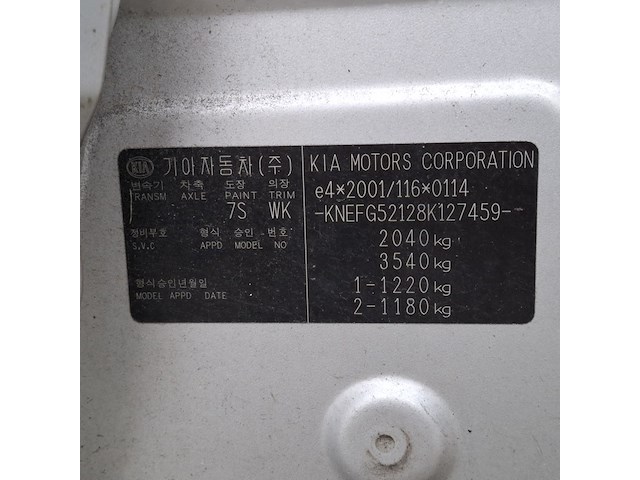 KIA 기아자동차(주)
변속기 차축 도장 의장
TRANSM AXLE PAINT TRIM
7S WK
정비부호 형식 승인 번호
S.V.C APPD MODEL NO
형식승인년월일
MODEL APPD DATE
KIA MOTORS CORPORATION
e4*2001/116*0114
-KNEFG52128K127459-
2040kg
3540kg
1-1220kg
2-1180kg